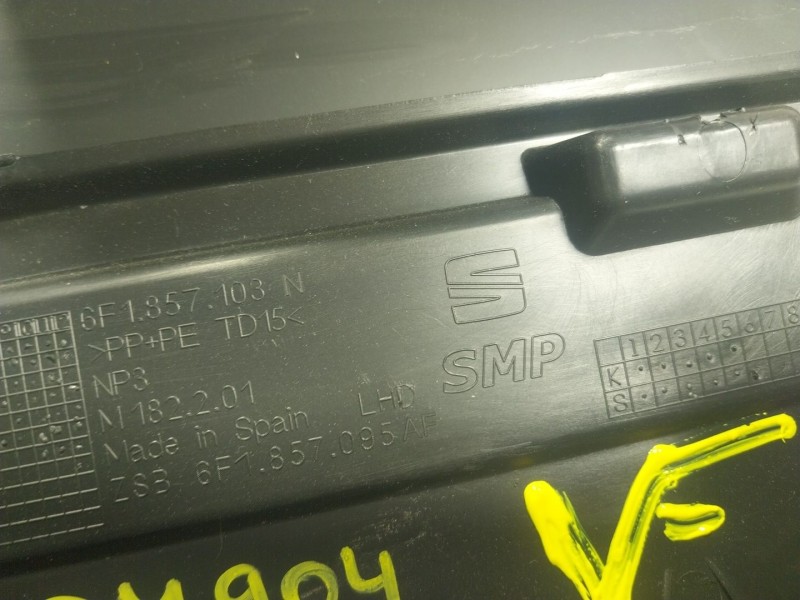 6F1.857.103 N
>PP+PE TD15<
NP3
M182.2.01
Made in Spain LHD
ZSB 6F1.857.095
SMP
1 2 3 4 5 6 7 8
K
S
904